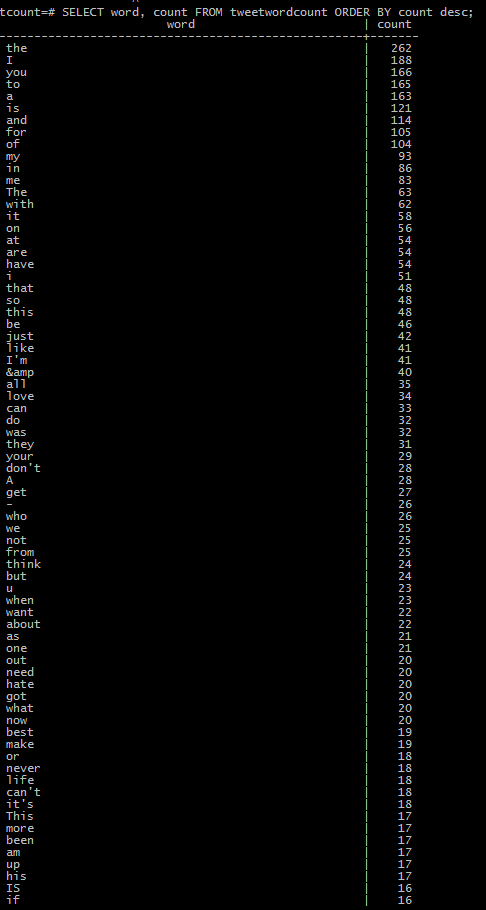 tcount=# SELECT word, count FROM tweetwordcount ORDER BY count desc;
word | count
-----------------------------------------------------+-------
the | 262
I | 188
you | 166
to | 165
a | 163
is | 121
and | 114
for | 105
of | 104
my | 93
in | 86
me | 83
The | 63
with | 62
it | 58
on | 56
at | 54
are | 54
have | 54
i | 51
that | 48
so | 48
this | 48
be | 46
just | 42
like | 41
I'm | 41
&amp | 40
all | 35
love | 34
can | 33
do | 32
was | 32
they | 31
your | 29
don't | 28
A | 28
get | 27
- | 26
who | 26
we | 25
not | 25
from | 25
think | 24
but | 24
u | 23
when | 23
want | 22
about | 22
as | 21
one | 21
out | 20
need | 20
hate | 20
got | 20
what | 20
now | 20
best | 19
make | 19
or | 18
never | 18
life | 18
can't | 18
it's | 18
This | 17
more | 17
been | 17
am | 17
up | 17
his | 17
IS | 16
if | 16